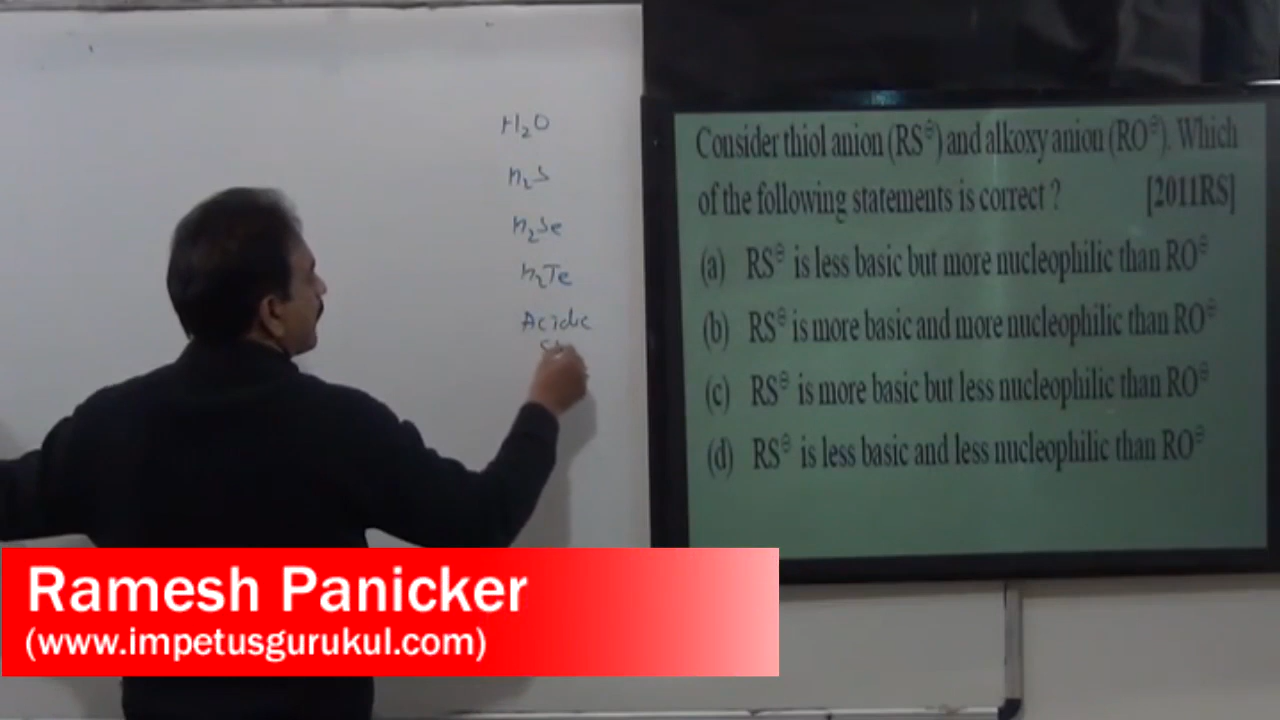 H₂O
H₂S
H₂Se
H₂Te
Acidic
Consider thiol anion (RS⊖) and alkoxy anion (RO⊖). Which
of the following statements is correct ? [2011RS]
(a) RS⊖ is less basic but more nucleophilic than RO⊖
(b) RS⊖ is more basic and more nucleophilic than RO⊖
(c) RS⊖ is more basic but less nucleophilic than RO⊖
(d) RS⊖ is less basic and less nucleophilic than RO⊖
Ramesh Panicker
(www.impetusgurukul.com)